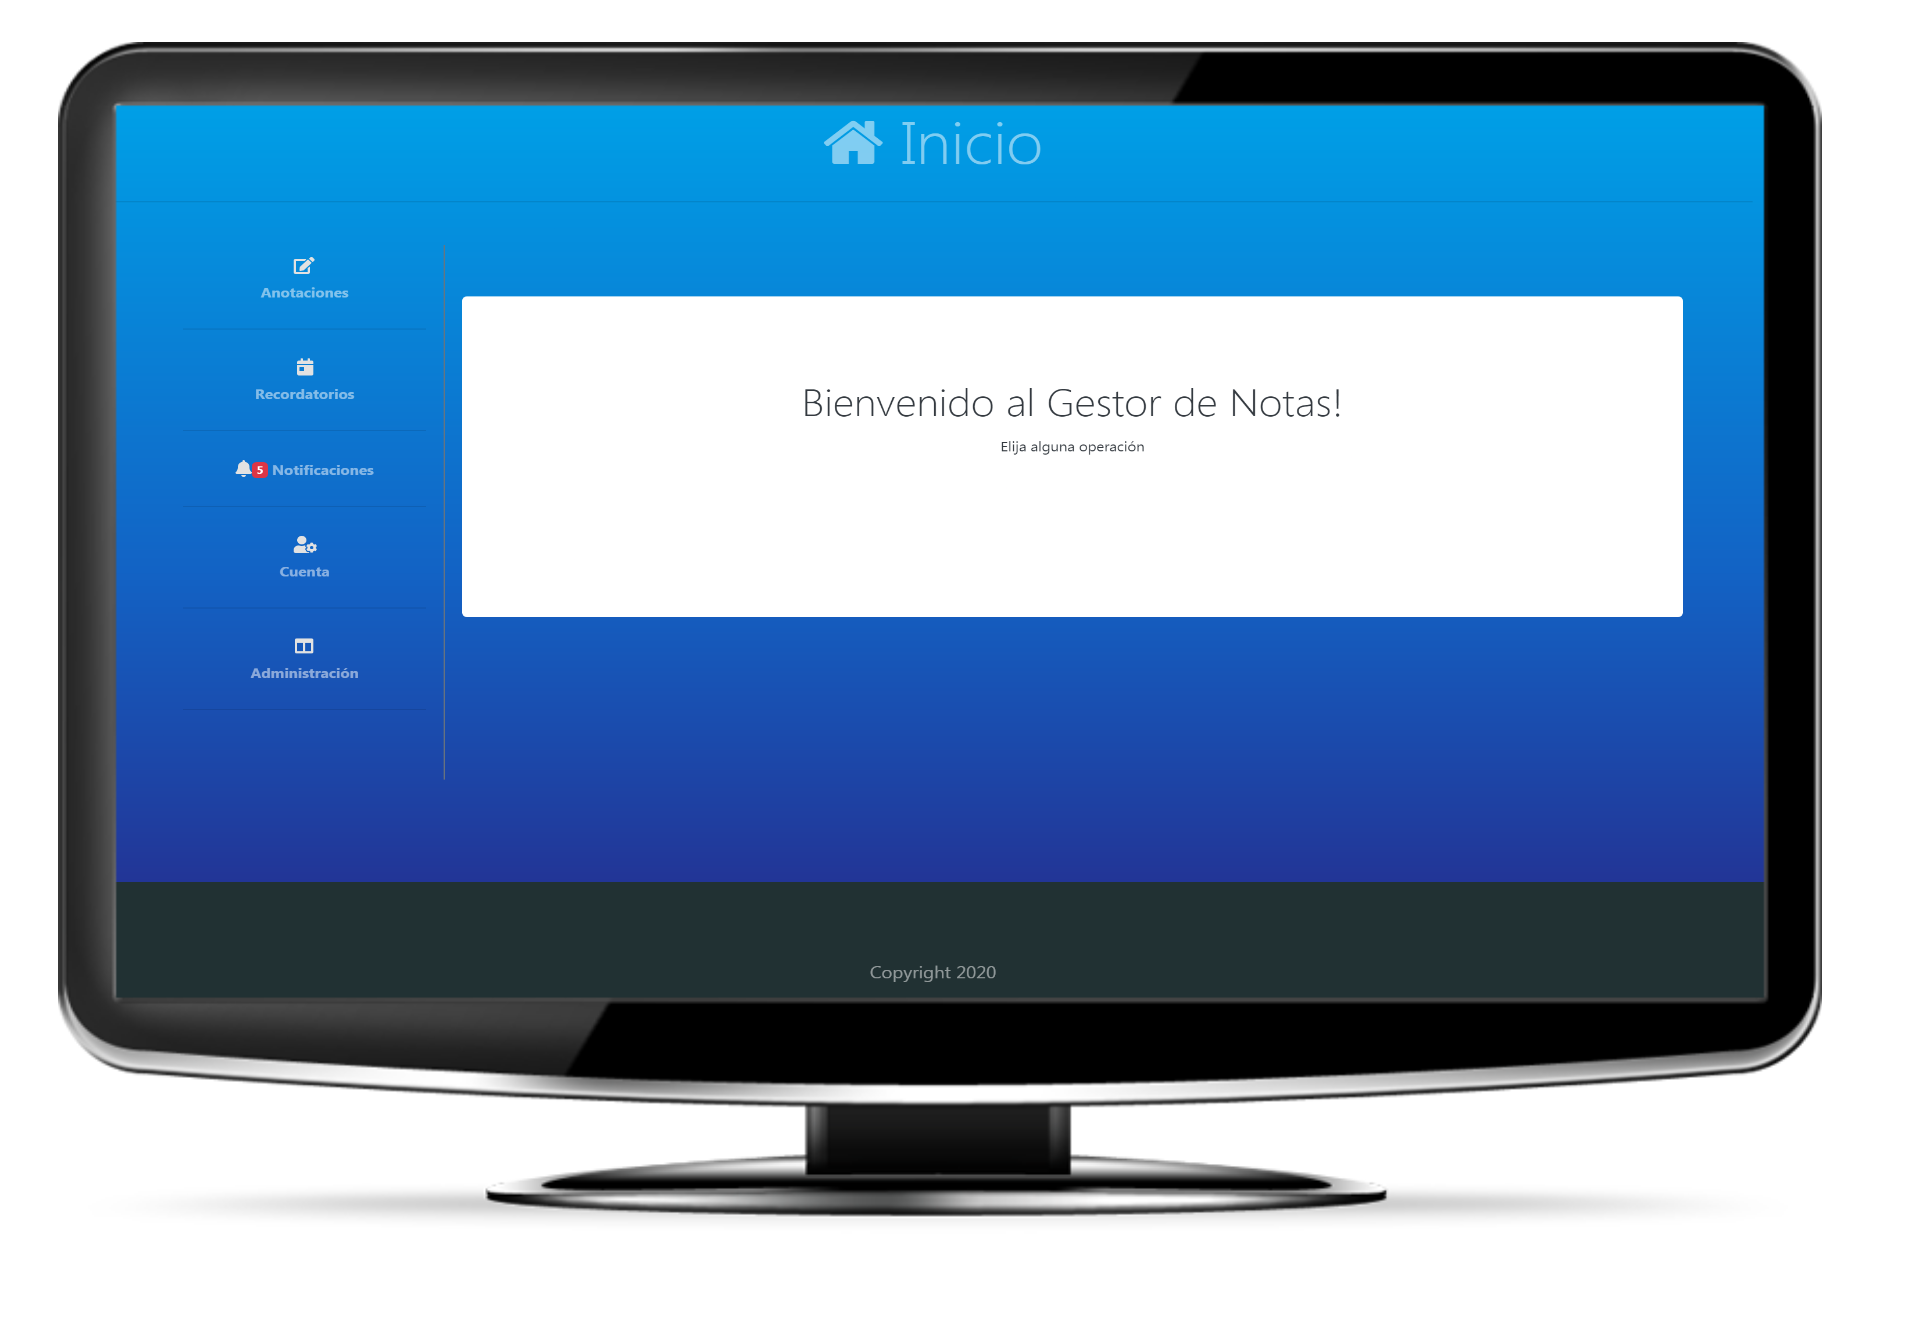 Inicio
Anotaciones
Recordatorios
5 Notificaciones
Cuenta
Administración
Bienvenido al Gestor de Notas!
Elija alguna operación
Copyright 2020